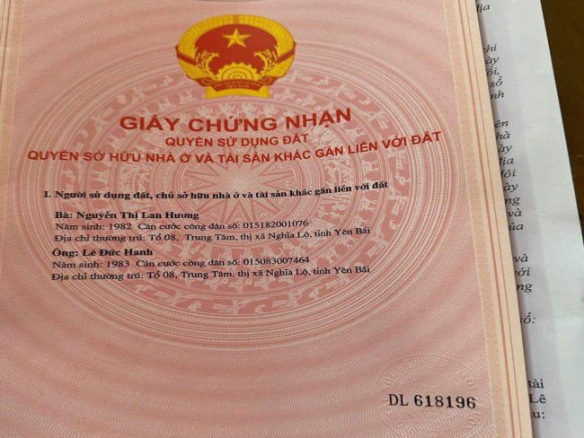 GIẤY CHỨNG NHẬN
QUYỀN SỬ DỤNG ĐẤT
QUYỀN SỞ HỮU NHÀ Ở VÀ TÀI SẢN KHÁC GẮN LIỀN VỚI ĐẤT
I. Người sử dụng đất, chủ sở hữu nhà ở và tài sản khác gắn liền với đất
Bà: Nguyễn Thị Lan Hương
Năm sinh: 1982 Căn cước công dân số: 015182001076
Địa chỉ thường trú: Tổ 08, Trung Tâm, thị xã Nghĩa Lộ, tỉnh Yên Bái
Ông: Lê Đức Hanh
Năm sinh: 1983 Căn cước công dân số: 015083007464
Địa chỉ thường trú: Tổ 08, Trung Tâm, thị xã Nghĩa Lộ, tỉnh Yên Bái
DL 618196
số:
tài
Lê